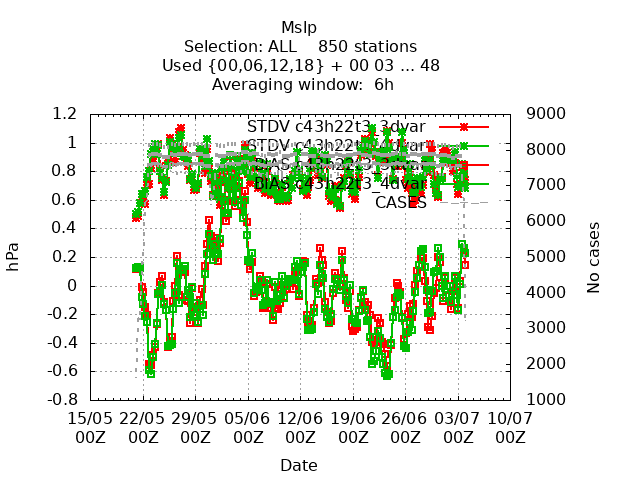 Mslp
Selection: ALL    850 stations
Used {00,06,12,18} + 00 03 ... 48
Averaging window:  6h
STDV c43h22t3_3dvar
STDV c43h22t3_4dvar
BIAS c43h22t3_3dvar
BIAS c43h22t3_4dvar
CASES
1.2
1
0.8
0.6
0.4
0.2
0
-0.2
-0.4
-0.6
-0.8
hPa
9000
8000
7000
6000
5000
4000
3000
2000
1000
No cases
15/05 22/05 29/05 05/06 12/06 19/06 26/06 03/07 10/07
00Z 00Z 00Z 00Z 00Z 00Z 00Z 00Z 00Z
Date